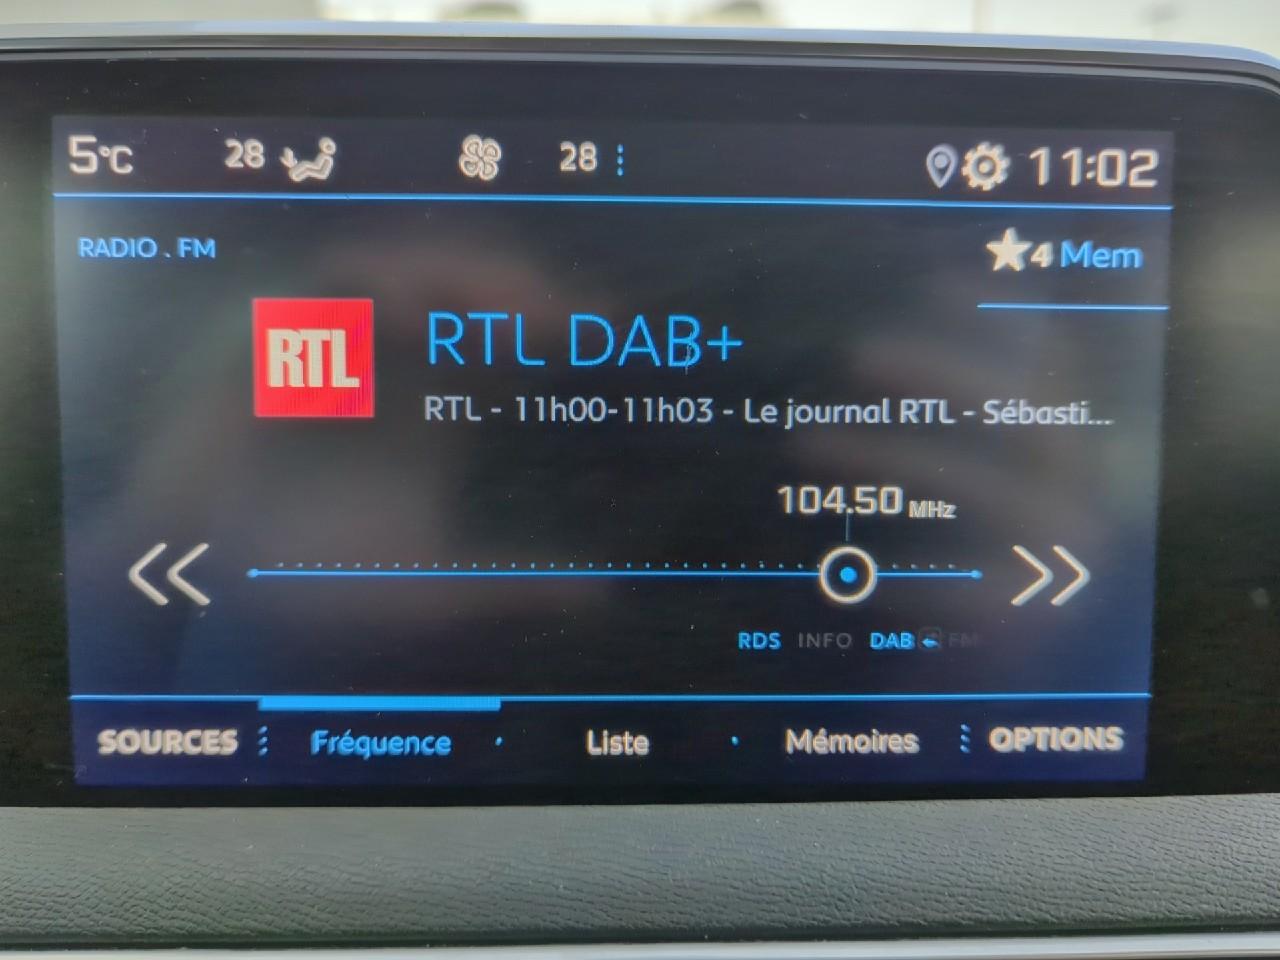 5°C 28 28 11:02
RADIO . FM
4 Mem
RTL
RTL DAB+
RTL - 11h00-11h03 - Le journal RTL - Sébasti...
104.50 MHz
RDS INFO DAB FM
SOURCES Fréquence Liste Mémoires OPTIONS